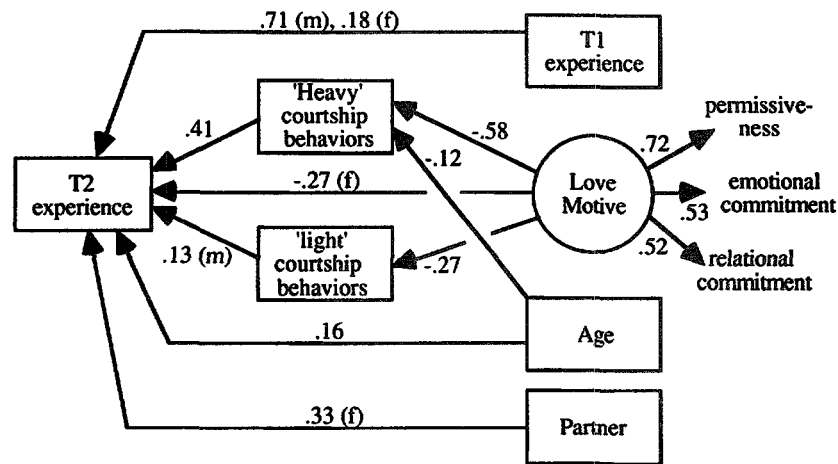 .71 (m), .18 (f)
T1
experience
'Heavy'
courtship
behaviors
.41
-.58
-.12
permissive-
ness
.72
T2
experience
-.27 (f)
Love
Motive
emotional
commitment
.53
.13 (m)
'light'
courtship
behaviors
-.27
.52
relational
commitment
.16
Age
.33 (f)
Partner